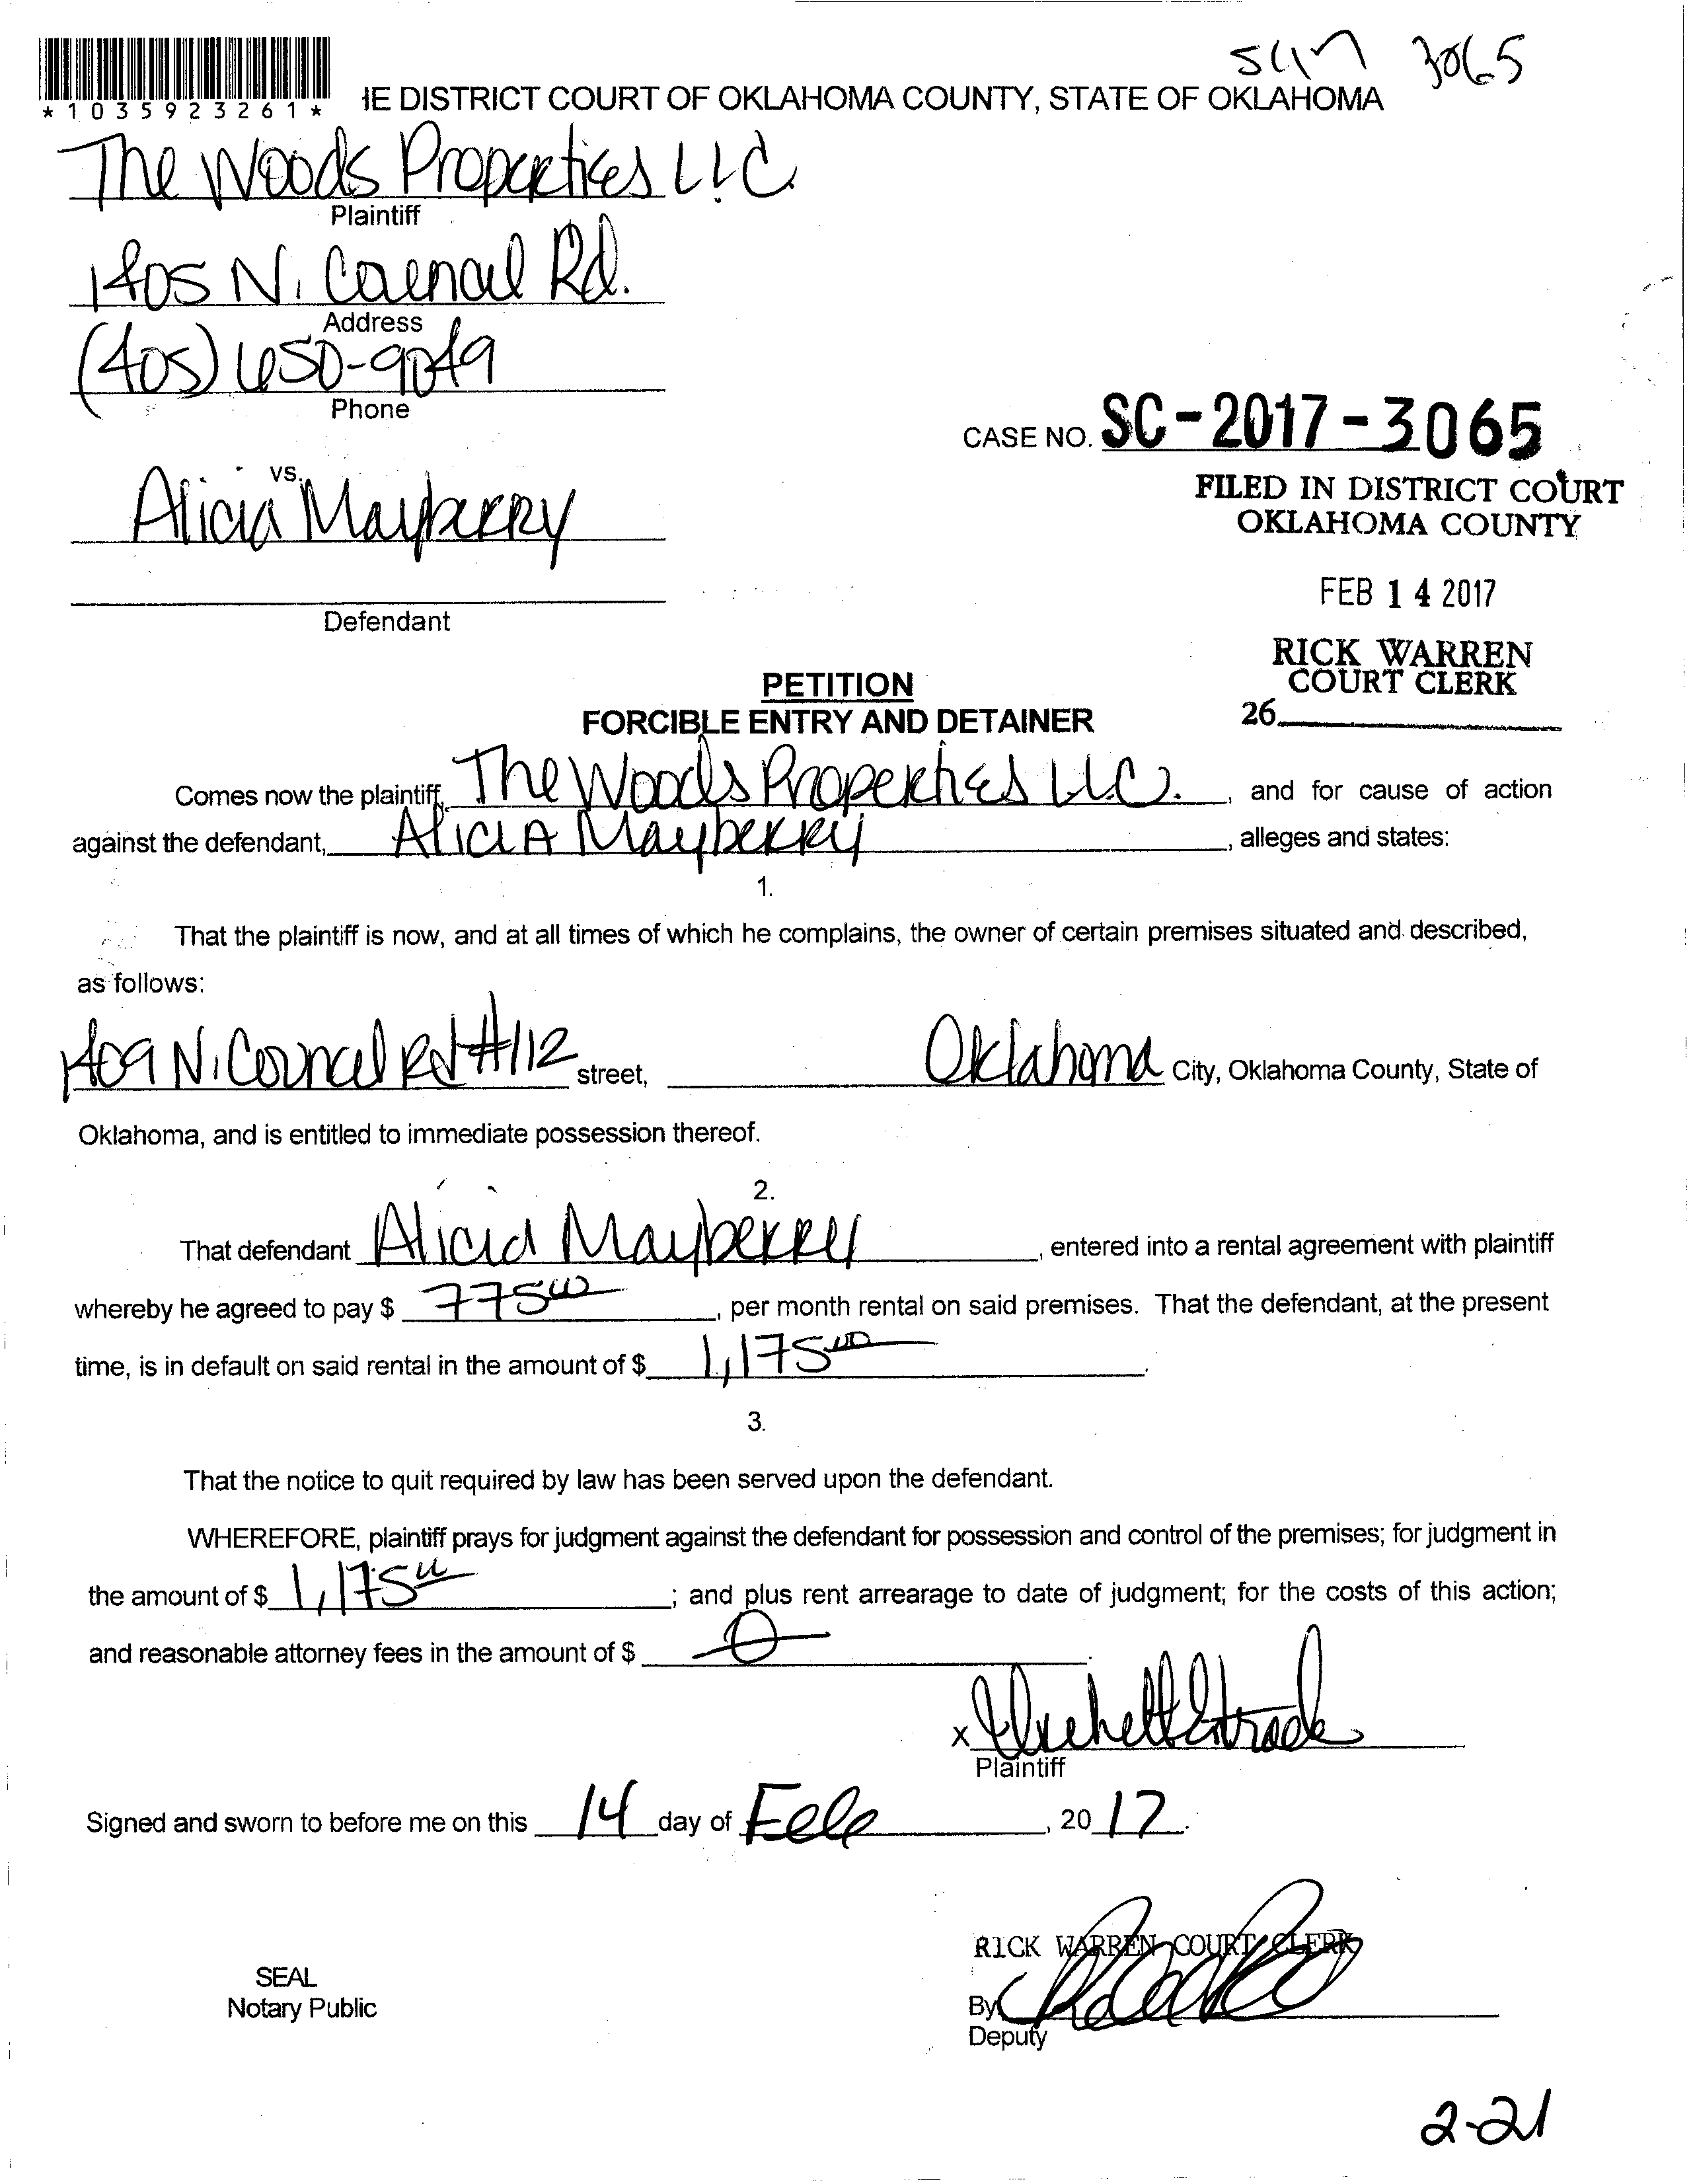 SC17 3065
*1035923261*
IE DISTRICT COURT OF OKLAHOMA COUNTY, STATE OF OKLAHOMA
The Woods Properties LLC
Plaintiff
1405 N. Council Rd.
Address
(405) 650-9049
Phone
CASE NO. SC-2017-3065
vs.
Alicia Mayberry
FILED IN DISTRICT COURT
OKLAHOMA COUNTY
FEB 14 2017
Defendant
RICK WARREN
COURT CLERK
26
PETITION
FORCIBLE ENTRY AND DETAINER
Comes now the plaintiff, The Woods Properties LLC. , and for cause of action
against the defendant, Alicia Mayberry , alleges and states:
1.
That the plaintiff is now, and at all times of which he complains, the owner of certain premises situated and described,
as follows:
1409 N. Council Rd #112 street, Oklahoma City, Oklahoma County, State of
Oklahoma, and is entitled to immediate possession thereof.
2.
That defendant Alicia Mayberry , entered into a rental agreement with plaintiff
whereby he agreed to pay $ 775 00 , per month rental on said premises. That the defendant, at the present
time, is in default on said rental in the amount of $ 1,175 00 .
3.
That the notice to quit required by law has been served upon the defendant.
WHEREFORE, plaintiff prays for judgment against the defendant for possession and control of the premises; for judgment in
the amount of $ 1,175 00 ; and plus rent arrearage to date of judgment; for the costs of this action;
and reasonable attorney fees in the amount of $ 0 .
x
Plaintiff
Signed and sworn to before me on this 14 day of Feb , 20 17.
RICK WARREN COURT CLERK
SEAL
Notary Public
By
Deputy
2-21